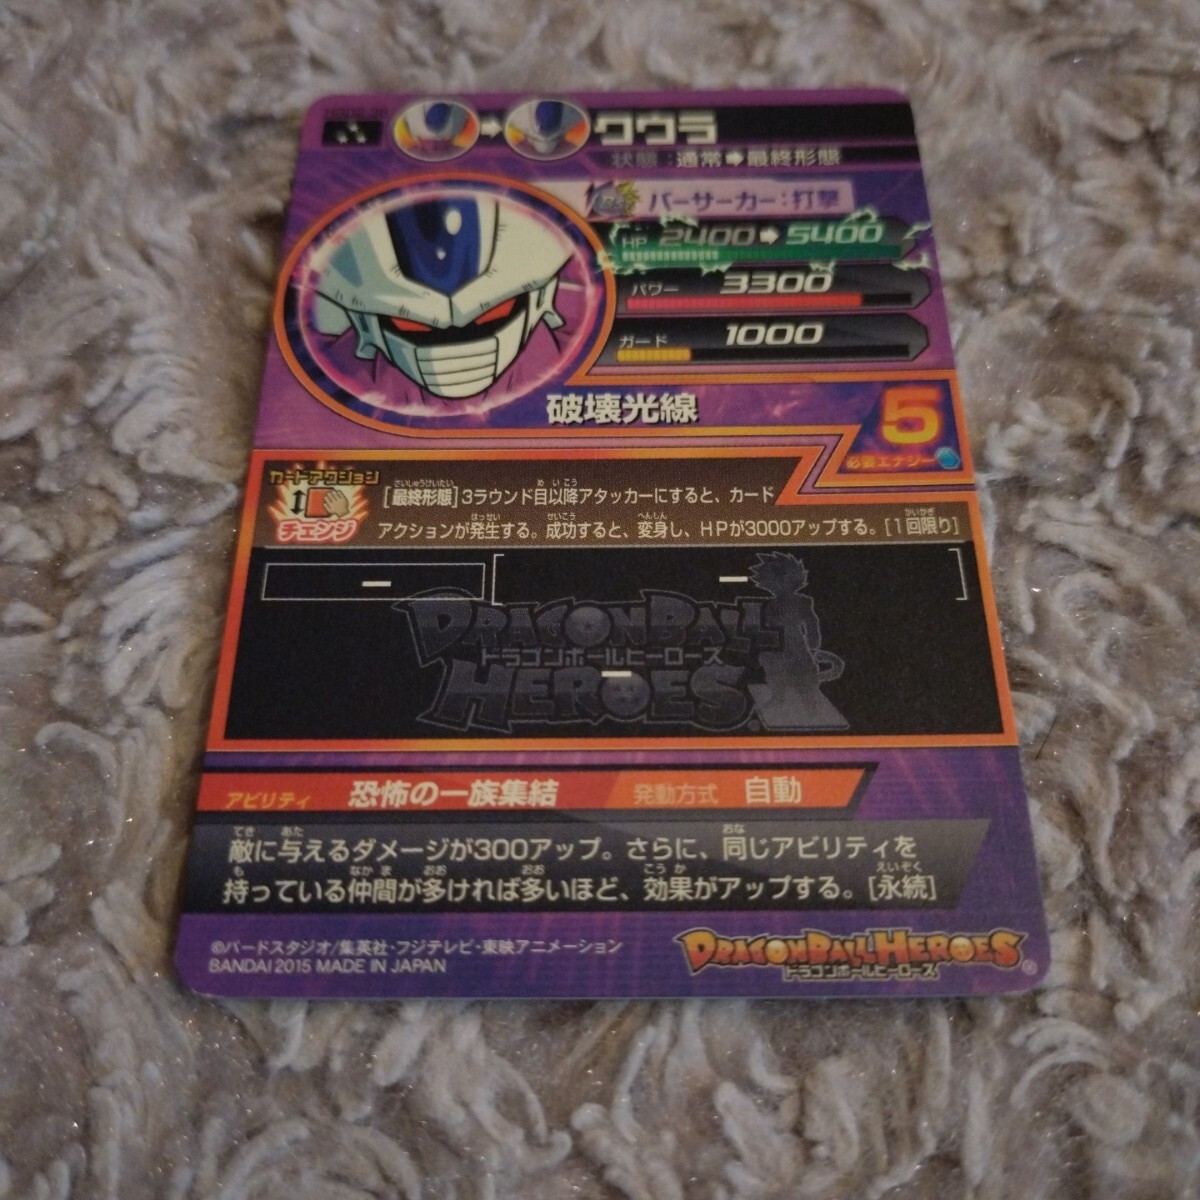 クウラ
状態：通常➡最終形態
バーサーカー：打撃
HP 2400➡5400
パワー 3300
ガード 1000
破壊光線
5
必要エナジー
カードアクション
チェンジ
[最終形態]3ラウンド目以降アタッカーにすると、カード
アクションが発生する。成功すると、変身し、HPが3000アップする。[1回限り]
DRAGONBALL
ドラゴンボールヒーローズ
HEROES
アビリティ 恐怖の一族集結 発動方式 自動
敵に与えるダメージが300アップ。さらに、同じアビリティを
持っている仲間が多ければ多いほど、効果がアップする。[永続]
©バードスタジオ/集英社・フジテレビ・東映アニメーション
BANDAI 2015 MADE IN JAPAN
DRAGONBALL HEROES
ドラゴンボールヒーローズ